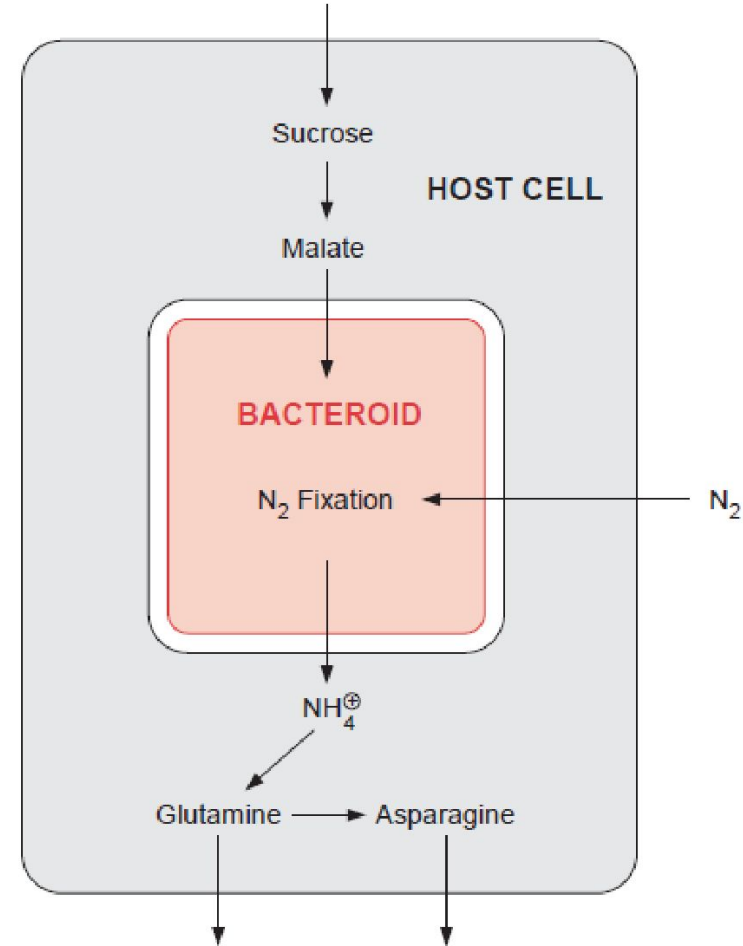 Sucrose
HOST CELL
Malate
BACTEROID
N₂ Fixation
N₂
NH₄⊕
Glutamine
Asparagine